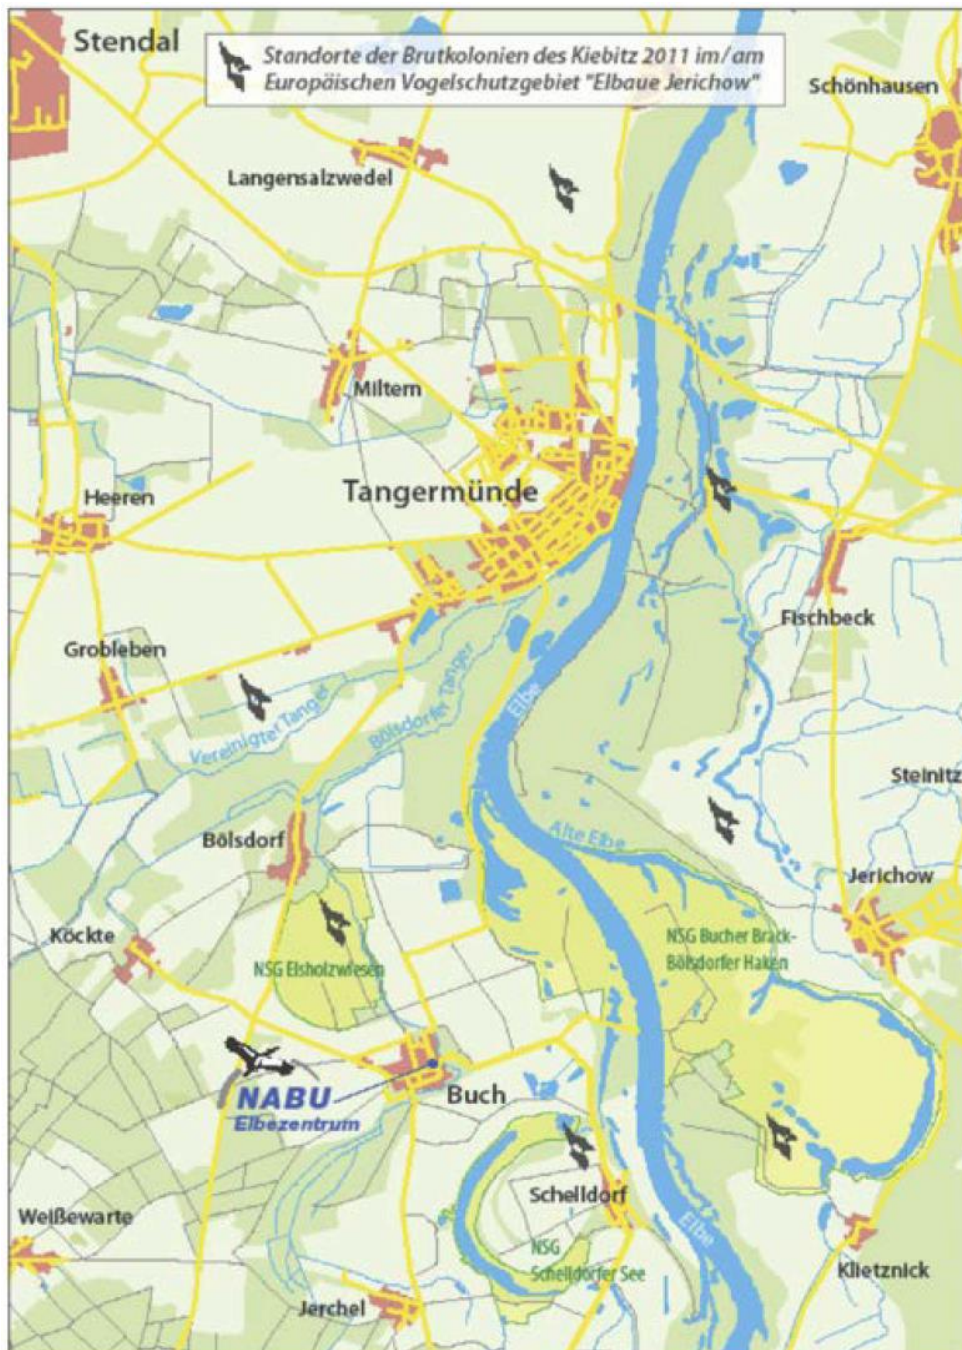 Stendal
Standorte der Brutkolonien des Kiebitz 2011 im/am
Europäischen Vogelschutzgebiet "Elbaue Jerichow"
Schönhausen
Langensalzwedel
Miltern
Tangermünde
Heeren
Fischbeck
Grobleben
Vereinigter Tanger
Bölsdorfer Tanger
Elbe
Steinitz
Bölsdorf
Alte Elbe
Jerichow
Köckte
NSG Elsholzwiesen
NSG Bucher Brack-
Bölsdorfer Haken
NABU
Elbezentrum
Buch
Schelldorf
Weißewarte
Elbe
NSG
Schelldorfer See
Klietznick
Jerchel